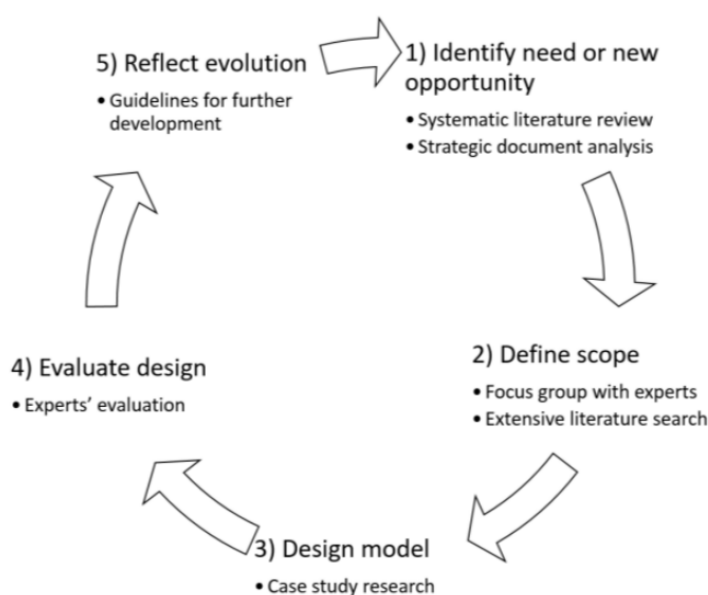 1) Identify need or new
opportunity
• Systematic literature review
• Strategic document analysis
2) Define scope
• Focus group with experts
• Extensive literature search
3) Design model
• Case study research
4) Evaluate design
• Experts’ evaluation
5) Reflect evolution
• Guidelines for further
development